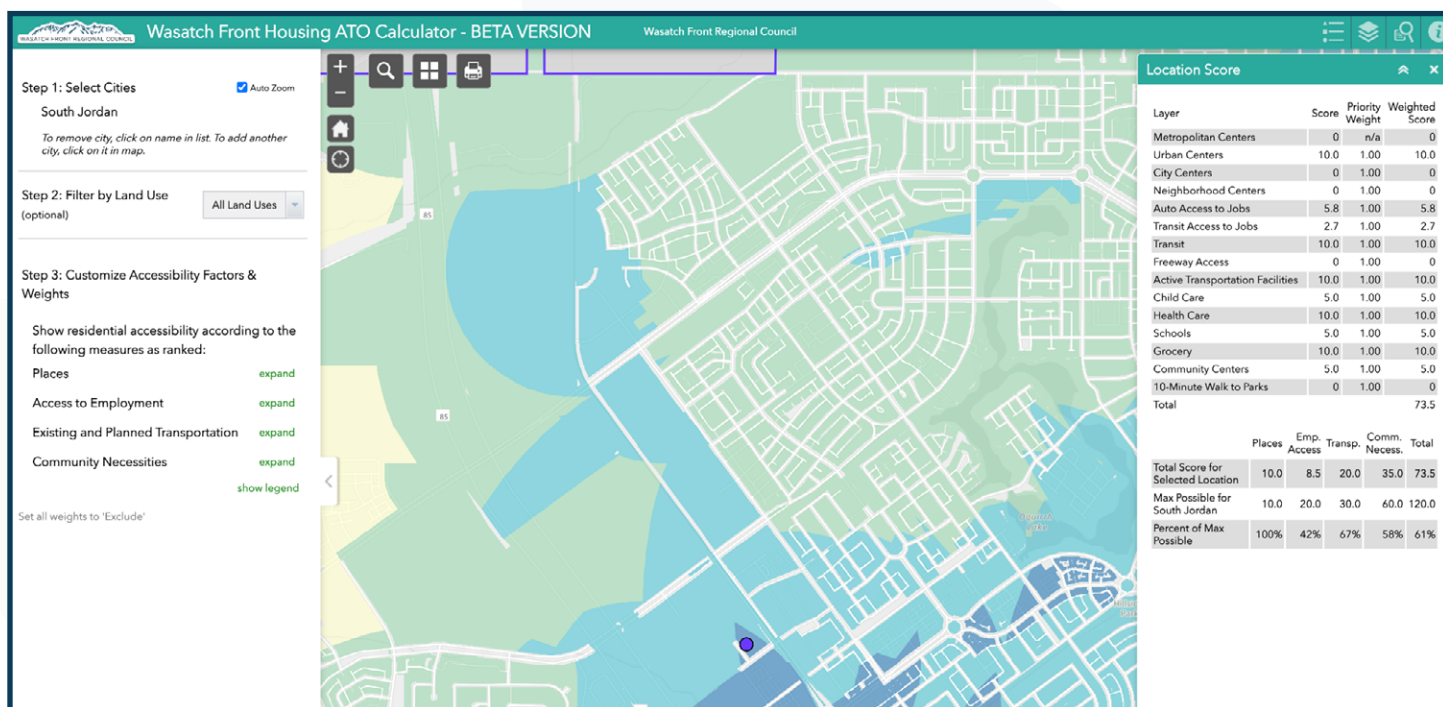 WASATCH FRONT REGIONAL COUNCIL
Wasatch Front Housing ATO Calculator - BETA VERSION
Wasatch Front Regional Council
Step 1: Select Cities
Auto Zoom
South Jordan
To remove city, click on name in list. To add another
city, click on it in map.
Step 2: Filter by Land Use
(optional)
All Land Uses
Step 3: Customize Accessibility Factors &
Weights
Show residential accessibility according to the
following measures as ranked:
Places expand
Access to Employment expand
Existing and Planned Transportation expand
Community Necessities expand
show legend
Set all weights to 'Exclude'
+
−
85
85
Location Score
Layer Score Priority Weight Weighted Score
Metropolitan Centers 0 n/a 0
Urban Centers 10.0 1.00 10.0
City Centers 0 1.00 0
Neighborhood Centers 0 1.00 0
Auto Access to Jobs 5.8 1.00 5.8
Transit Access to Jobs 2.7 1.00 2.7
Transit 10.0 1.00 10.0
Freeway Access 0 1.00 0
Active Transportation Facilities 10.0 1.00 10.0
Child Care 5.0 1.00 5.0
Health Care 10.0 1.00 10.0
Schools 5.0 1.00 5.0
Grocery 10.0 1.00 10.0
Community Centers 5.0 1.00 5.0
10-Minute Walk to Parks 0 1.00 0
Total 73.5
Places Emp. Access Transp. Comm. Necess. Total
Total Score for Selected Location 10.0 8.5 20.0 35.0 73.5
Max Possible for South Jordan 10.0 20.0 30.0 60.0 120.0
Percent of Max Possible 100% 42% 67% 58% 61%